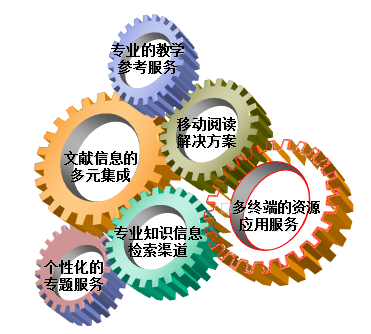 专业的教学
参考服务
移动阅读
解决方案
文献信息的
多元集成
多终端的资源
应用服务
专业知识信息
检索渠道
个性化的
专题服务